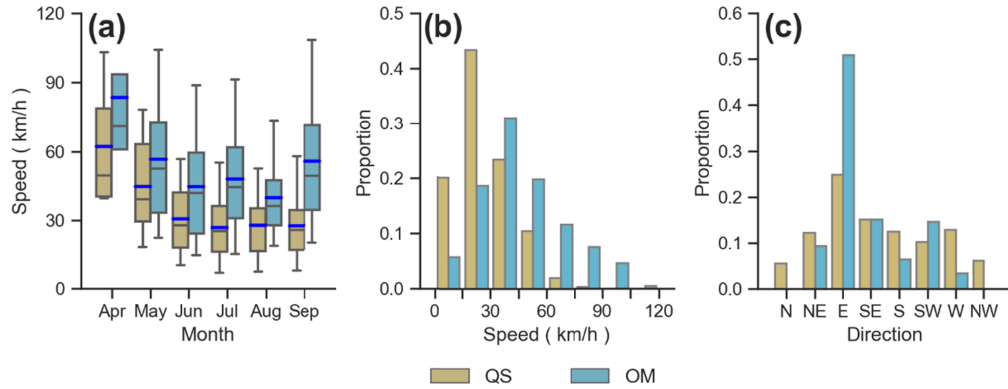 (a)
Speed ( km/h )
120
90
60
30
0
Apr May Jun Jul Aug Sep
Month
(b)
Proportion
0.5
0.4
0.3
0.2
0.1
0.0
0 30 60 90 120
Speed ( km/h )
(c)
Proportion
0.6
0.5
0.4
0.3
0.2
0.1
0.0
N NE E SE S SW W NW
Direction
QS OM